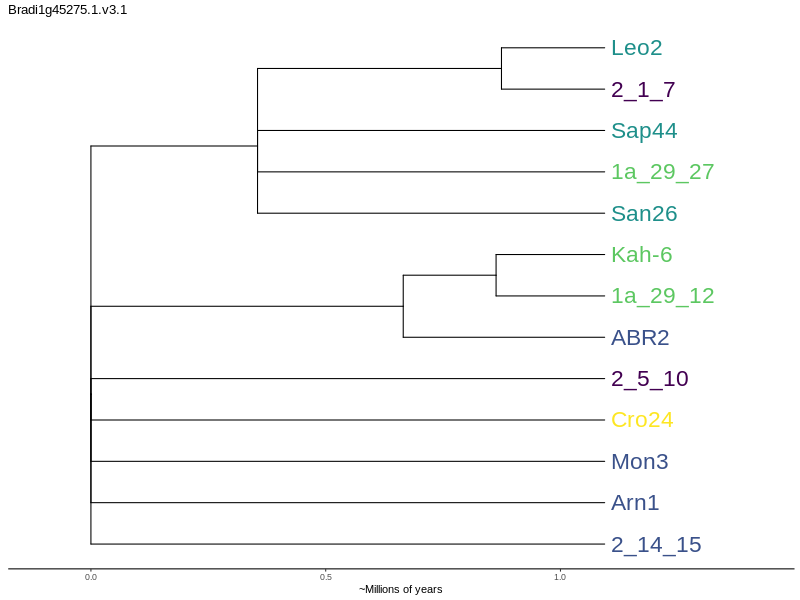 Bradi1g45275.1.v3.1
Leo2
2_1_7
Sap44
1a_29_27
San26
Kah-6
1a_29_12
ABR2
2_5_10
Cro24
Mon3
Arn1
2_14_15
0.0 0.5 1.0
~Millions of years